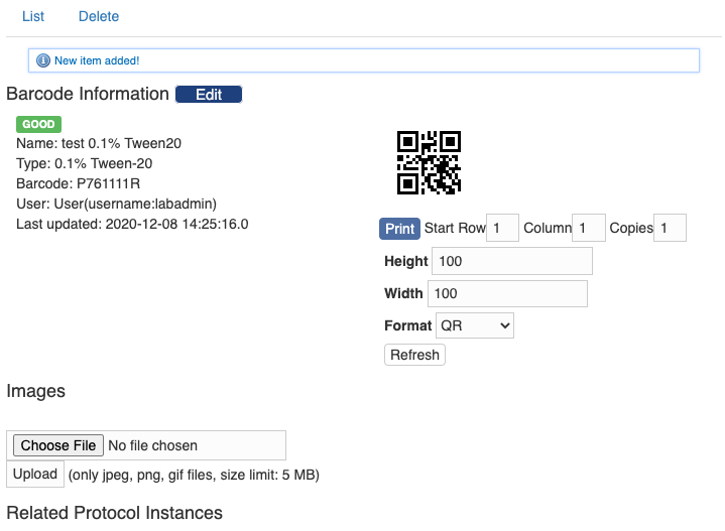 List Delete
New item added!
Barcode Information Edit
GOOD
Name: test 0.1% Tween20
Type: 0.1% Tween-20
Barcode: P761111R
User: User(username:labadmin)
Last updated: 2020-12-08 14:25:16.0
Print Start Row 1 Column 1 Copies 1
Height 100
Width 100
Format QR
Refresh
Images
Choose File No file chosen
Upload (only jpeg, png, gif files, size limit: 5 MB)
Related Protocol Instances